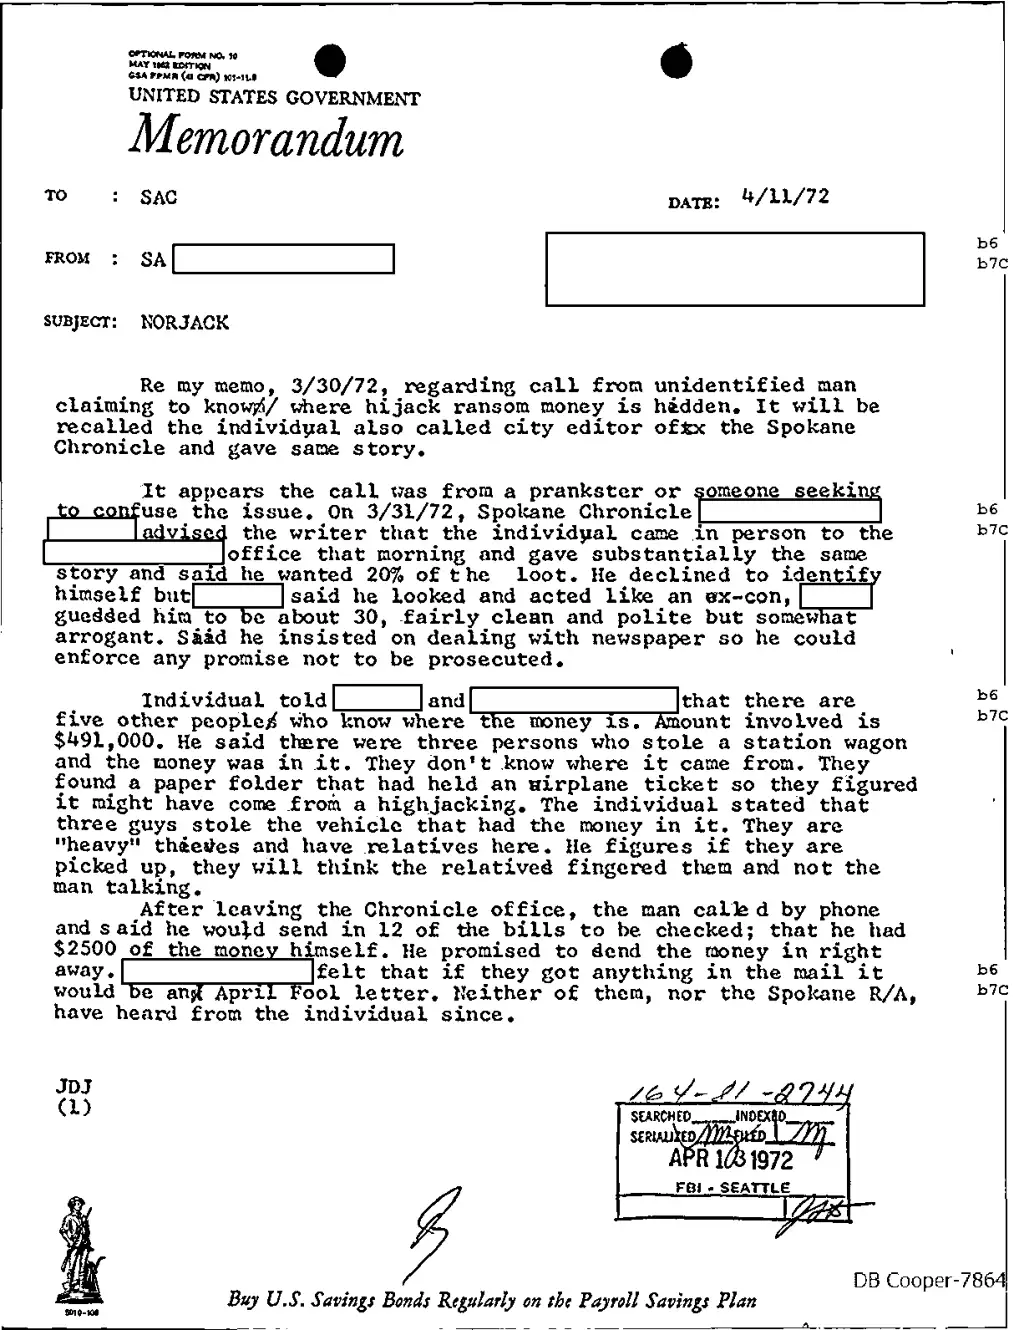 OPTIONAL FORM NO. 10
MAY 1962 EDITION
GSA FPMR (41 CFR) 101-11.6
UNITED STATES GOVERNMENT
Memorandum
TO : SAC
DATE: 4/11/72
FROM : SA
b6
b7C
SUBJECT: NORJACK
Re my memo, 3/30/72, regarding call from unidentified man
claiming to know where hijack ransom money is hidden. It will be
recalled the individual also called city editor of the Spokane
Chronicle and gave same story.
It appears the call was from a prankster or someone seeking
to confuse the issue. On 3/31/72, Spokane Chronicle
b6
advised the writer that the individual came in person to the
b7C
office that morning and gave substantially the same
story and said he wanted 20% of the loot. He declined to identify
himself but said he looked and acted like an ex-con,
guedded him to be about 30, fairly clean and polite but somewhat
arrogant. Said he insisted on dealing with newspaper so he could
enforce any promise not to be prosecuted.
Individual told and that there are
b6
five other people who know where the money is. Amount involved is
b7C
$491,000. He said there were three persons who stole a station wagon
and the money was in it. They don't know where it came from. They
found a paper folder that had held an airplane ticket so they figured
it might have come from a highjacking. The individual stated that
three guys stole the vehicle that had the money in it. They are
"heavy" thieves and have relatives here. He figures if they are
picked up, they will think the relatived fingered them and not the
man talking.
After leaving the Chronicle office, the man called by phone
and said he would send in 12 of the bills to be checked; that he had
$2500 of the money himself. He promised to send the money in right
away. felt that if they got anything in the mail it
b6
would be an April Fool letter. Neither of them, nor the Spokane R/A,
b7C
have heard from the individual since.
JDJ
(1)
164-81-2744
SEARCHED INDEXED
SERIALIZED FILED
APR 1 1972
FBI - SEATTLE
DB Cooper-7864
Buy U.S. Savings Bonds Regularly on the Payroll Savings Plan
5010-108